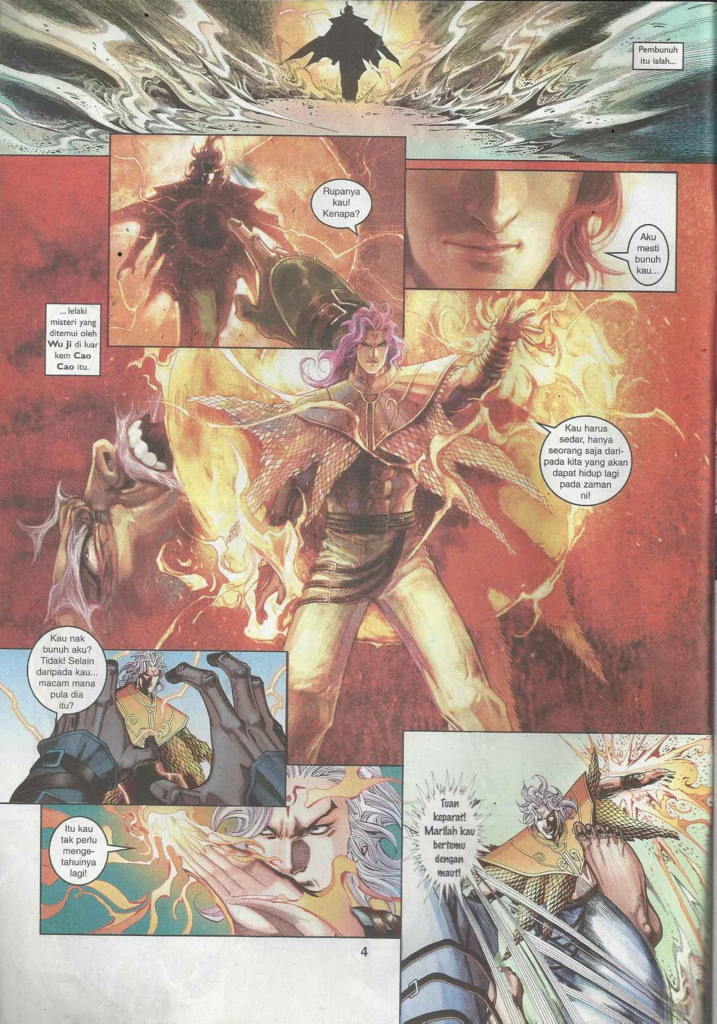 Pembunuh
itu ialah...
Rupanya
kau!
Kenapa?
Aku
mesti
bunuh
kau...
... lelaki
misteri yang
ditemui oleh
Wu Ji di luar
kem Cao
Cao itu.
Kau harus
sedar, hanya
seorang saja dari-
pada kita yang akan
dapat hidup lagi
pada zaman
ni!
Kau nak
bunuh aku?
Tidak! Selain
daripada kau...
macam mana
pula dia
itu?
Itu kau
tak perlu
menge-
tahuinya
lagi!
Tuan
keparat!
Marilah kau
bertemu
dengan
maut!
4